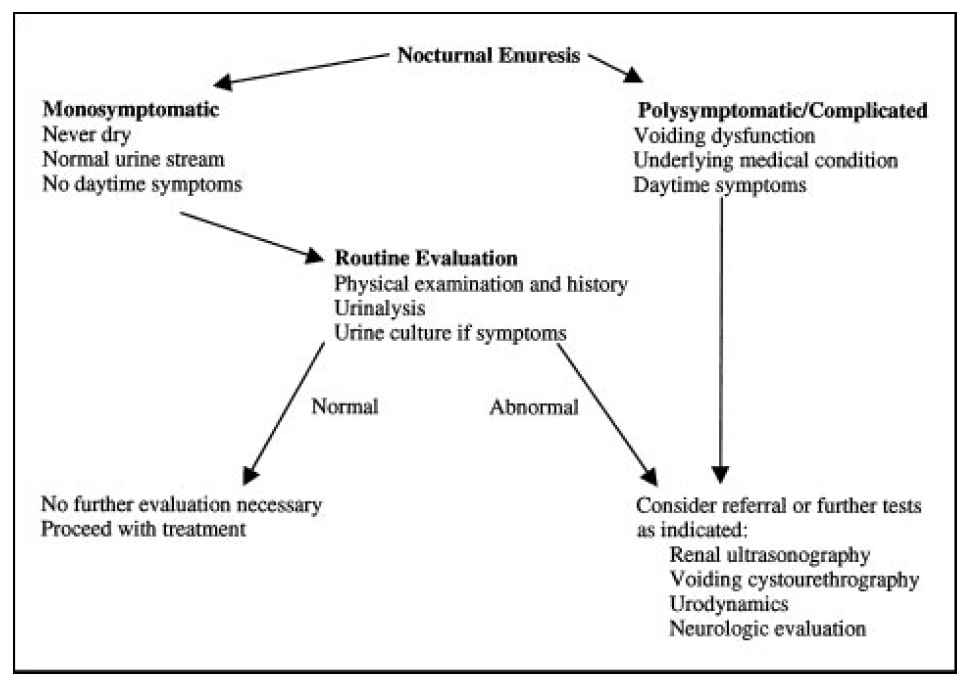 Nocturnal Enuresis
Monosymptomatic
Never dry
Normal urine stream
No daytime symptoms
Polysymptomatic/Complicated
Voiding dysfunction
Underlying medical condition
Daytime symptoms
Routine Evaluation
Physical examination and history
Urinalysis
Urine culture if symptoms
Normal
Abnormal
No further evaluation necessary
Proceed with treatment
Consider referral or further tests
as indicated:
Renal ultrasonography
Voiding cystourethrography
Urodynamics
Neurologic evaluation